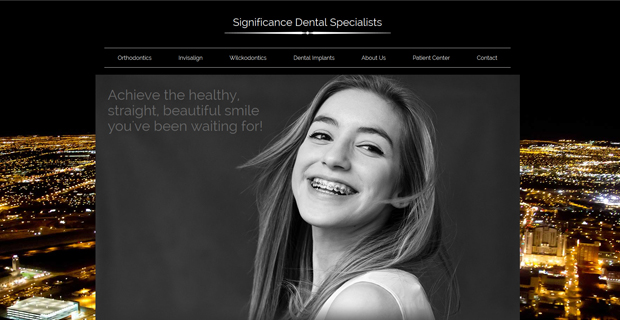 Significance Dental Specialists
Orthodontics Invisalign Wilckodontics Dental Implants About Us Patient Center Contact
Achieve the healthy,
straight, beautiful smile
you've been waiting for!